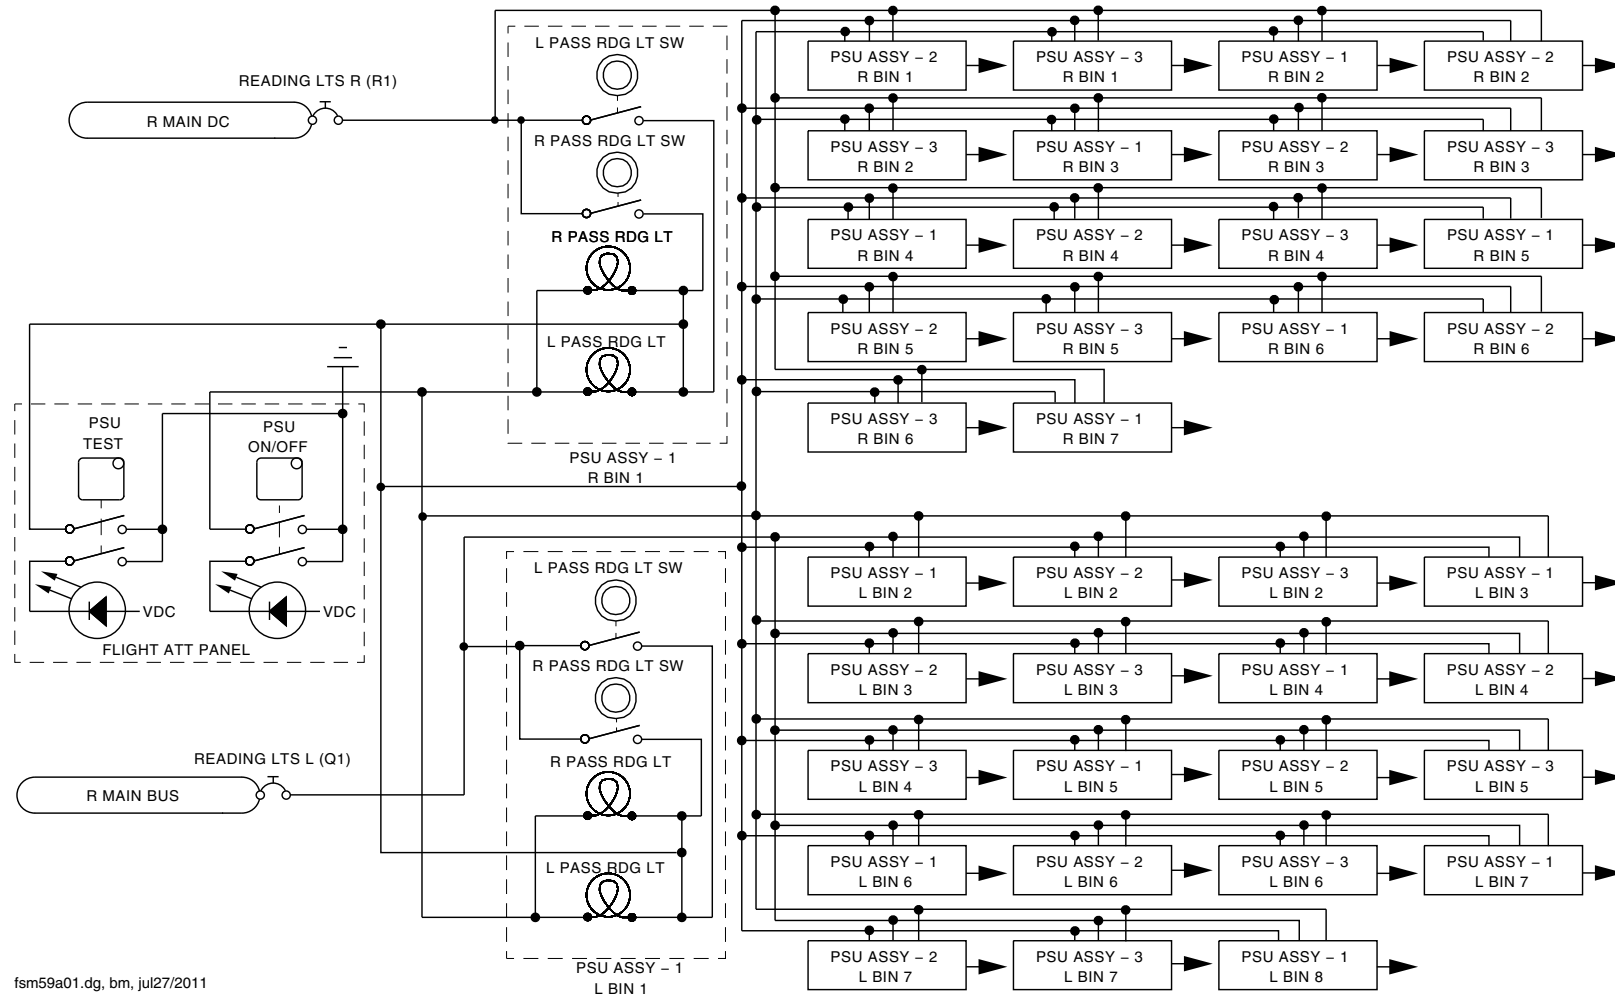 L PASS RDG LT SW
READING LTS R (R1)
R MAIN DC
R PASS RDG LT SW
R PASS RDG LT
L PASS RDG LT
PSU ASSY – 1
R BIN 1
PSU
TEST
PSU
ON/OFF
VDC
VDC
FLIGHT ATT PANEL
L PASS RDG LT SW
R PASS RDG LT SW
READING LTS L (Q1)
R MAIN BUS
R PASS RDG LT
L PASS RDG LT
PSU ASSY – 1
L BIN 1
PSU ASSY – 2
R BIN 1
PSU ASSY – 3
R BIN 1
PSU ASSY – 1
R BIN 2
PSU ASSY – 2
R BIN 2
PSU ASSY – 3
R BIN 2
PSU ASSY – 1
R BIN 3
PSU ASSY – 2
R BIN 3
PSU ASSY – 3
R BIN 3
PSU ASSY – 1
R BIN 4
PSU ASSY – 2
R BIN 4
PSU ASSY – 3
R BIN 4
PSU ASSY – 1
R BIN 5
PSU ASSY – 2
R BIN 5
PSU ASSY – 3
R BIN 5
PSU ASSY – 1
R BIN 6
PSU ASSY – 2
R BIN 6
PSU ASSY – 3
R BIN 6
PSU ASSY – 1
R BIN 7
PSU ASSY – 1
L BIN 2
PSU ASSY – 2
L BIN 2
PSU ASSY – 3
L BIN 2
PSU ASSY – 1
L BIN 3
PSU ASSY – 2
L BIN 3
PSU ASSY – 3
L BIN 3
PSU ASSY – 1
L BIN 4
PSU ASSY – 2
L BIN 4
PSU ASSY – 3
L BIN 4
PSU ASSY – 1
L BIN 5
PSU ASSY – 2
L BIN 5
PSU ASSY – 3
L BIN 5
PSU ASSY – 1
L BIN 6
PSU ASSY – 2
L BIN 6
PSU ASSY – 3
L BIN 6
PSU ASSY – 1
L BIN 7
PSU ASSY – 2
L BIN 7
PSU ASSY – 3
L BIN 7
PSU ASSY – 1
L BIN 8
fsm59a01.dg, bm, jul27/2011